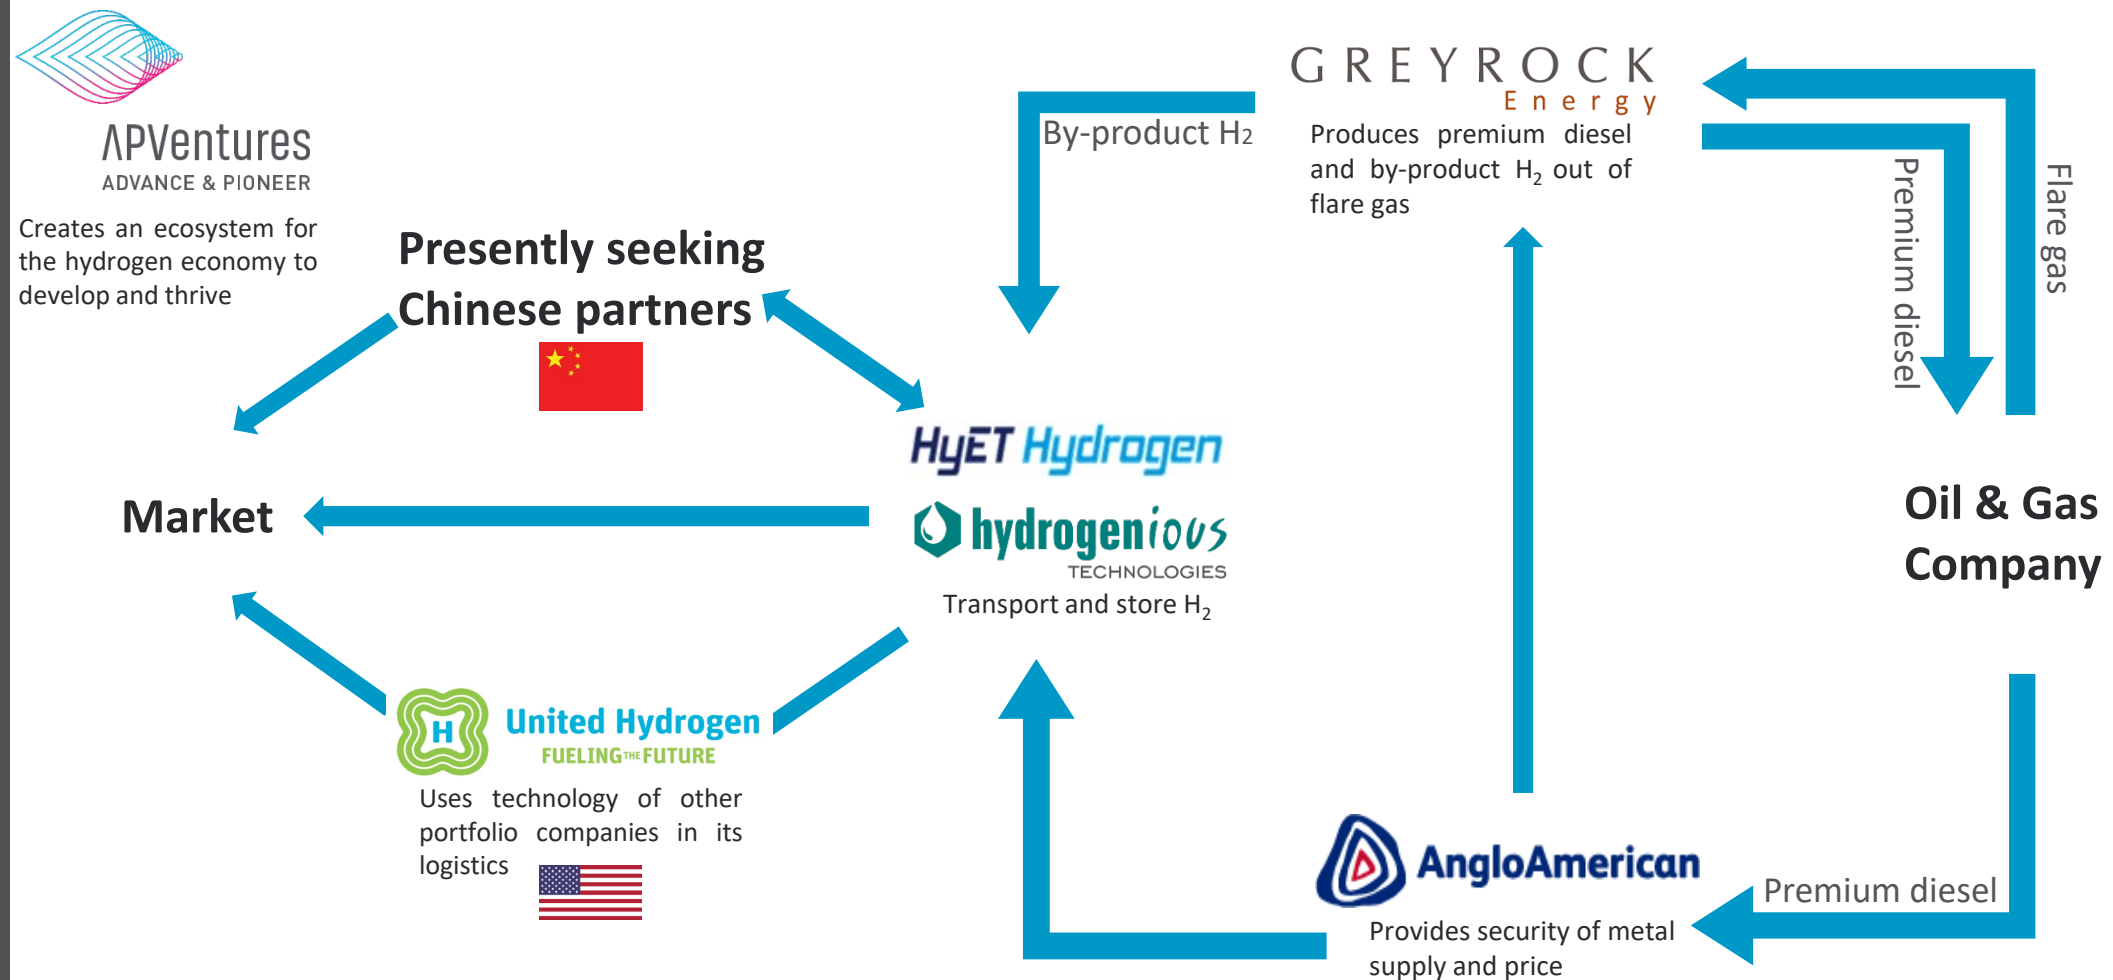 APVentures
ADVANCE & PIONEER
Creates an ecosystem for
the hydrogen economy to
develop and thrive
Presently seeking
Chinese partners
Market
United Hydrogen
FUELING THE FUTURE
H
Uses technology of other
portfolio companies in its
logistics
By-product H2
HyET Hydrogen
hydrogenious
TECHNOLOGIES
Transport and store H₂
GREYROCK
Energy
Produces premium diesel
and by-product H₂ out of
flare gas
Premium diesel
Flare gas
Oil & Gas
Company
Premium diesel
AngloAmerican
Provides security of metal
supply and price